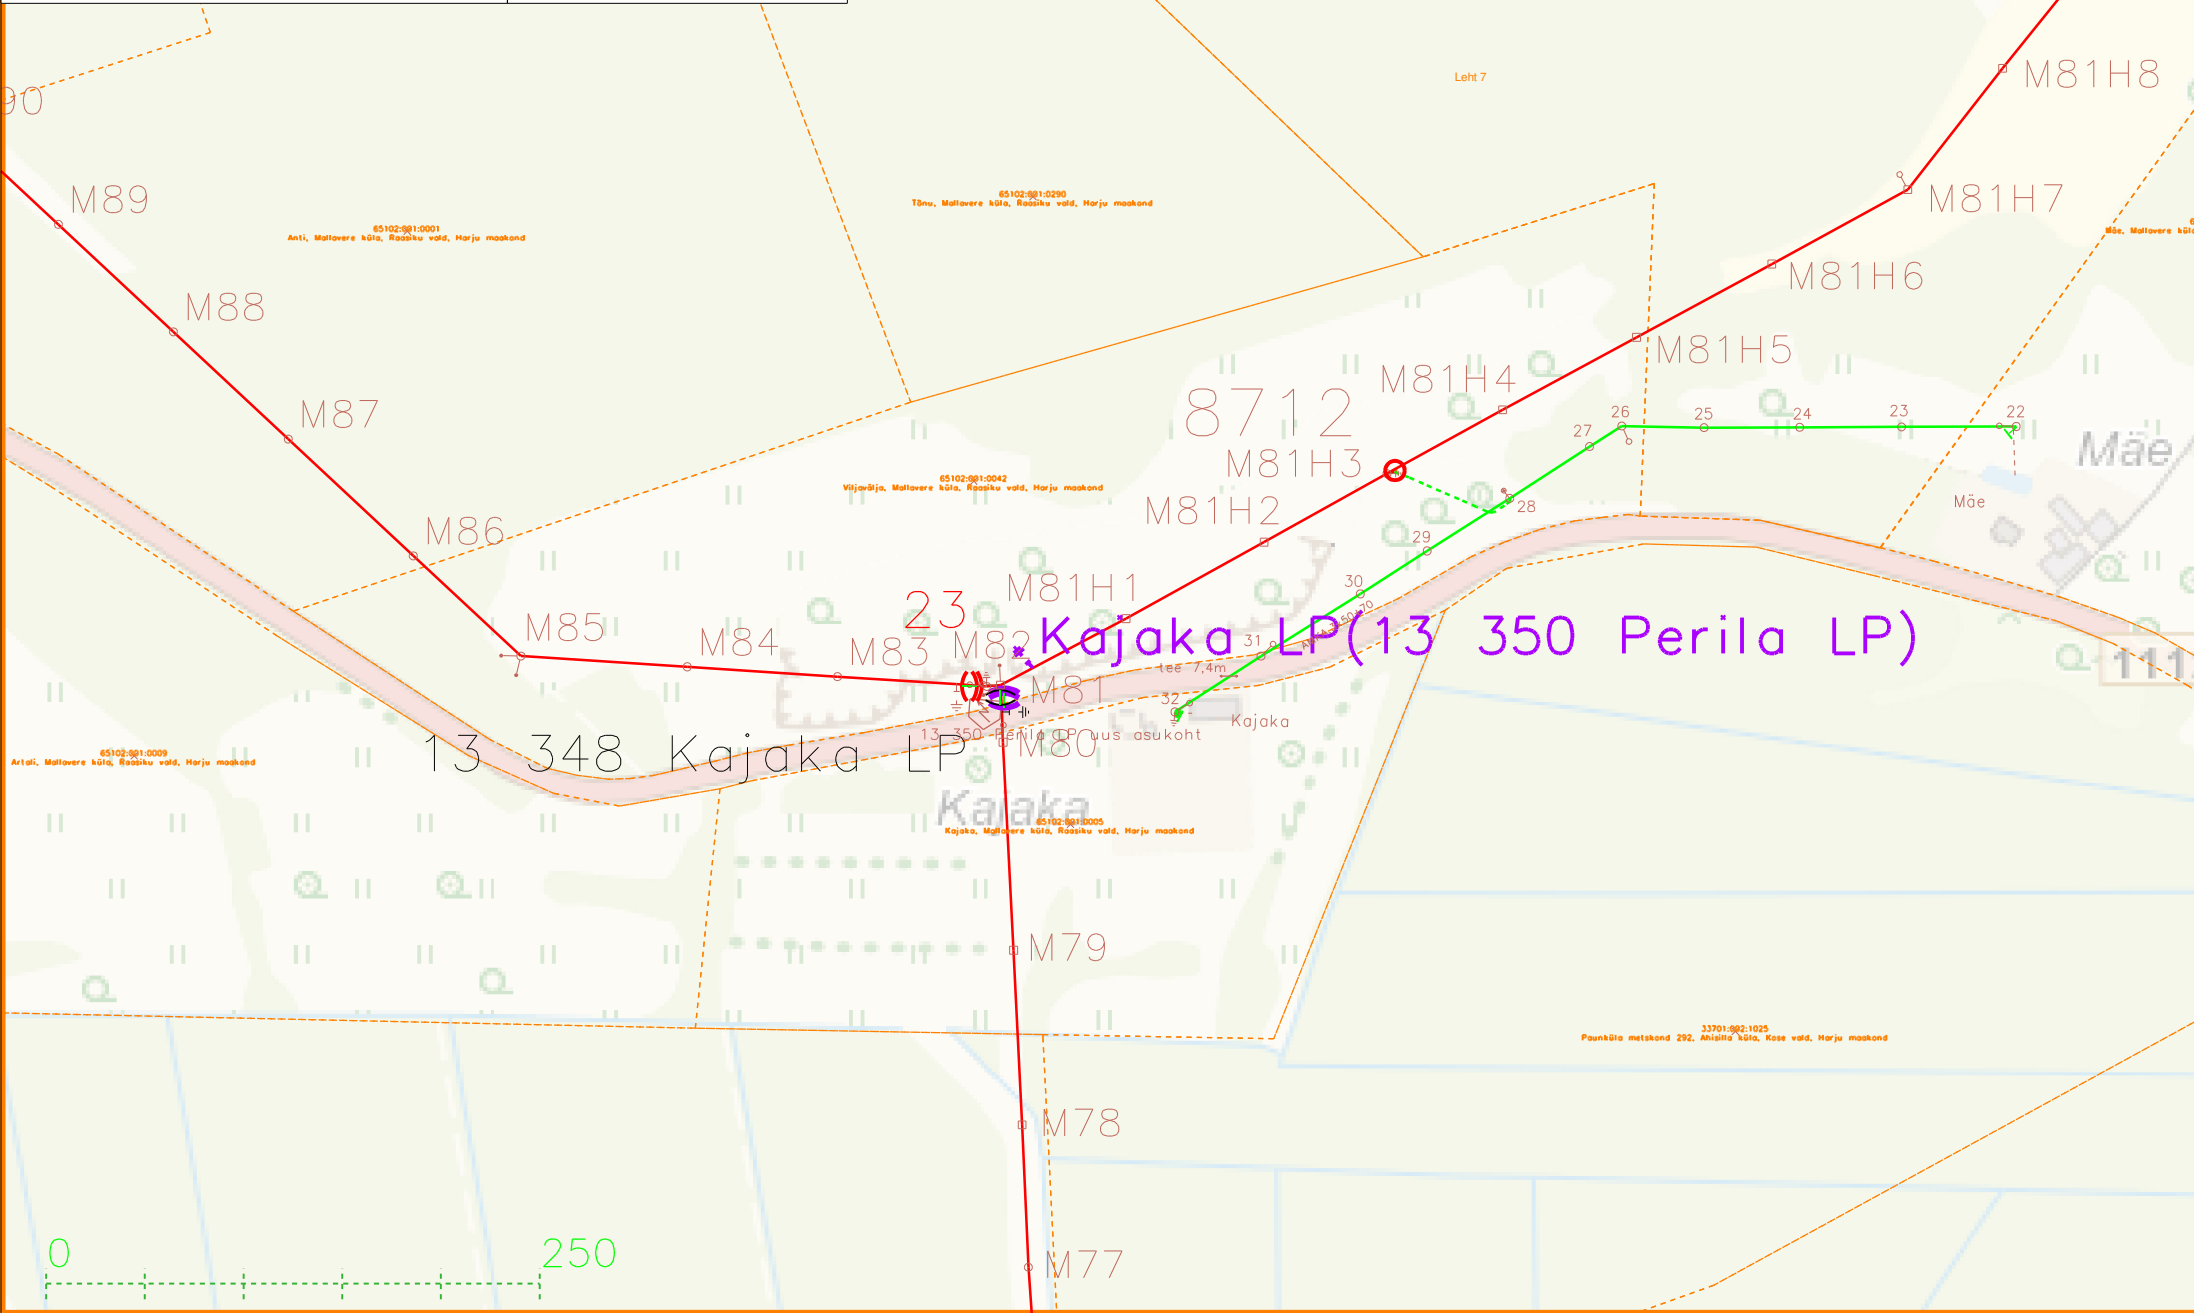 Leht 7
M81H8
90
M89
65102:001:0290
Tõnu, Mallavere küla, Raasiku vald, Harju maakond
M81H7
65102:001:0001
Anti, Mallavere küla, Raasiku vald, Harju maakond
Mäe, Mallavere küla
M81H6
M88
M81H5
M81H4
8712
M87
26
25
24
23
22
27
Mäe
M81H3
65102:001:0042
Viljavälja, Mallavere küla, Raasiku vald, Harju maakond
M81H2
28
Mäe
M86
29
M81H1
30
23
M85
M84
M83
M82
Kajaka LP(13 350 Perila LP)
31
tee 7,4m
1112
M81
32
Kajaka
13 350 Perila LP uus asukoht
M80
13 348 Kajaka LP
65102:001:0009
Artali, Mallavere küla, Raasiku vald, Harju maakond
Kajaka
65102:001:0005
Kajaka, Mallavere küla, Raasiku vald, Harju maakond
M79
33701:002:1025
Paunküla metskond 292, Ahisilla küla, Kose vald, Harju maakond
M78
M77
0
250